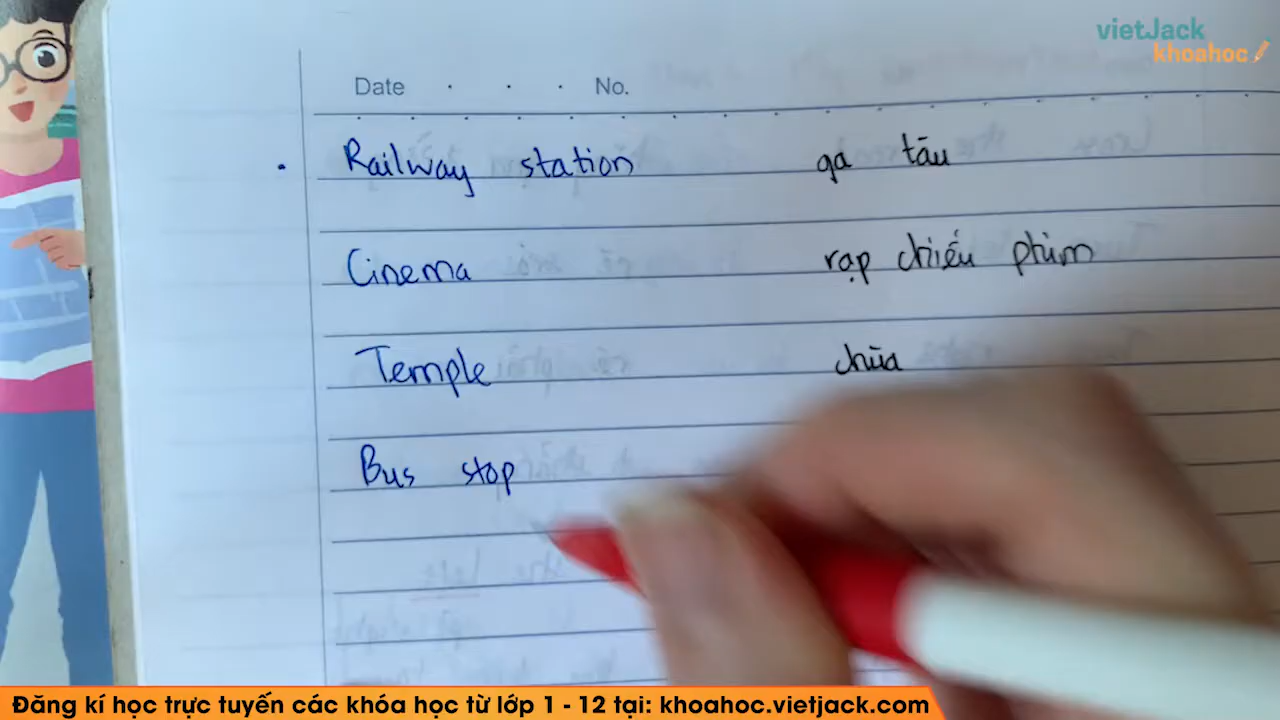 vietJack
khoahoc
Date . . . No.
Railway station ga tàu
Cinema rạp chiếu phim
Temple chùa
Bus stop
Đăng kí học trực tuyến các khóa học từ lớp 1 - 12 tại: khoahoc.vietjack.com